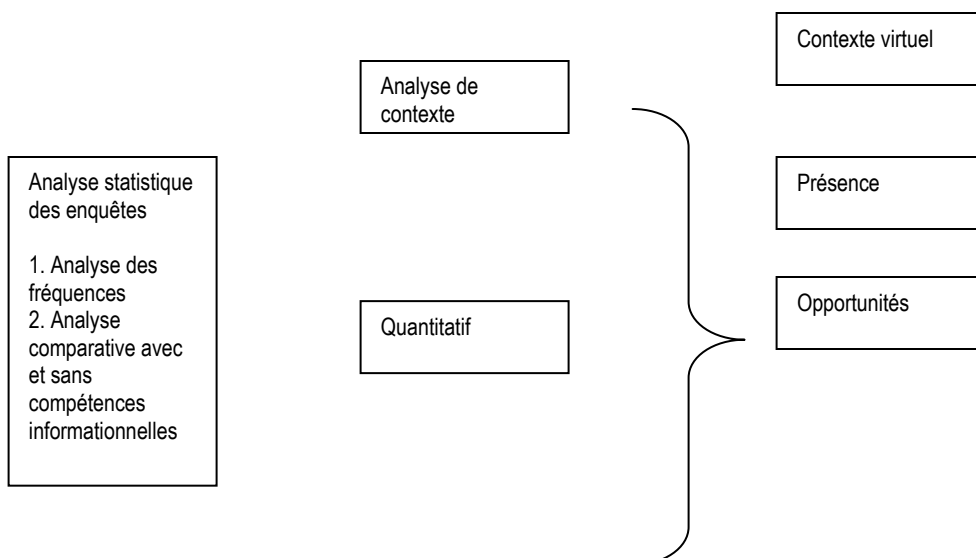 Analyse statistique
des enquêtes
1. Analyse des
fréquences
2. Analyse
comparative avec
et sans
compétences
informationnelles
Analyse de
contexte
Quantitatif
Contexte virtuel
Présence
Opportunités